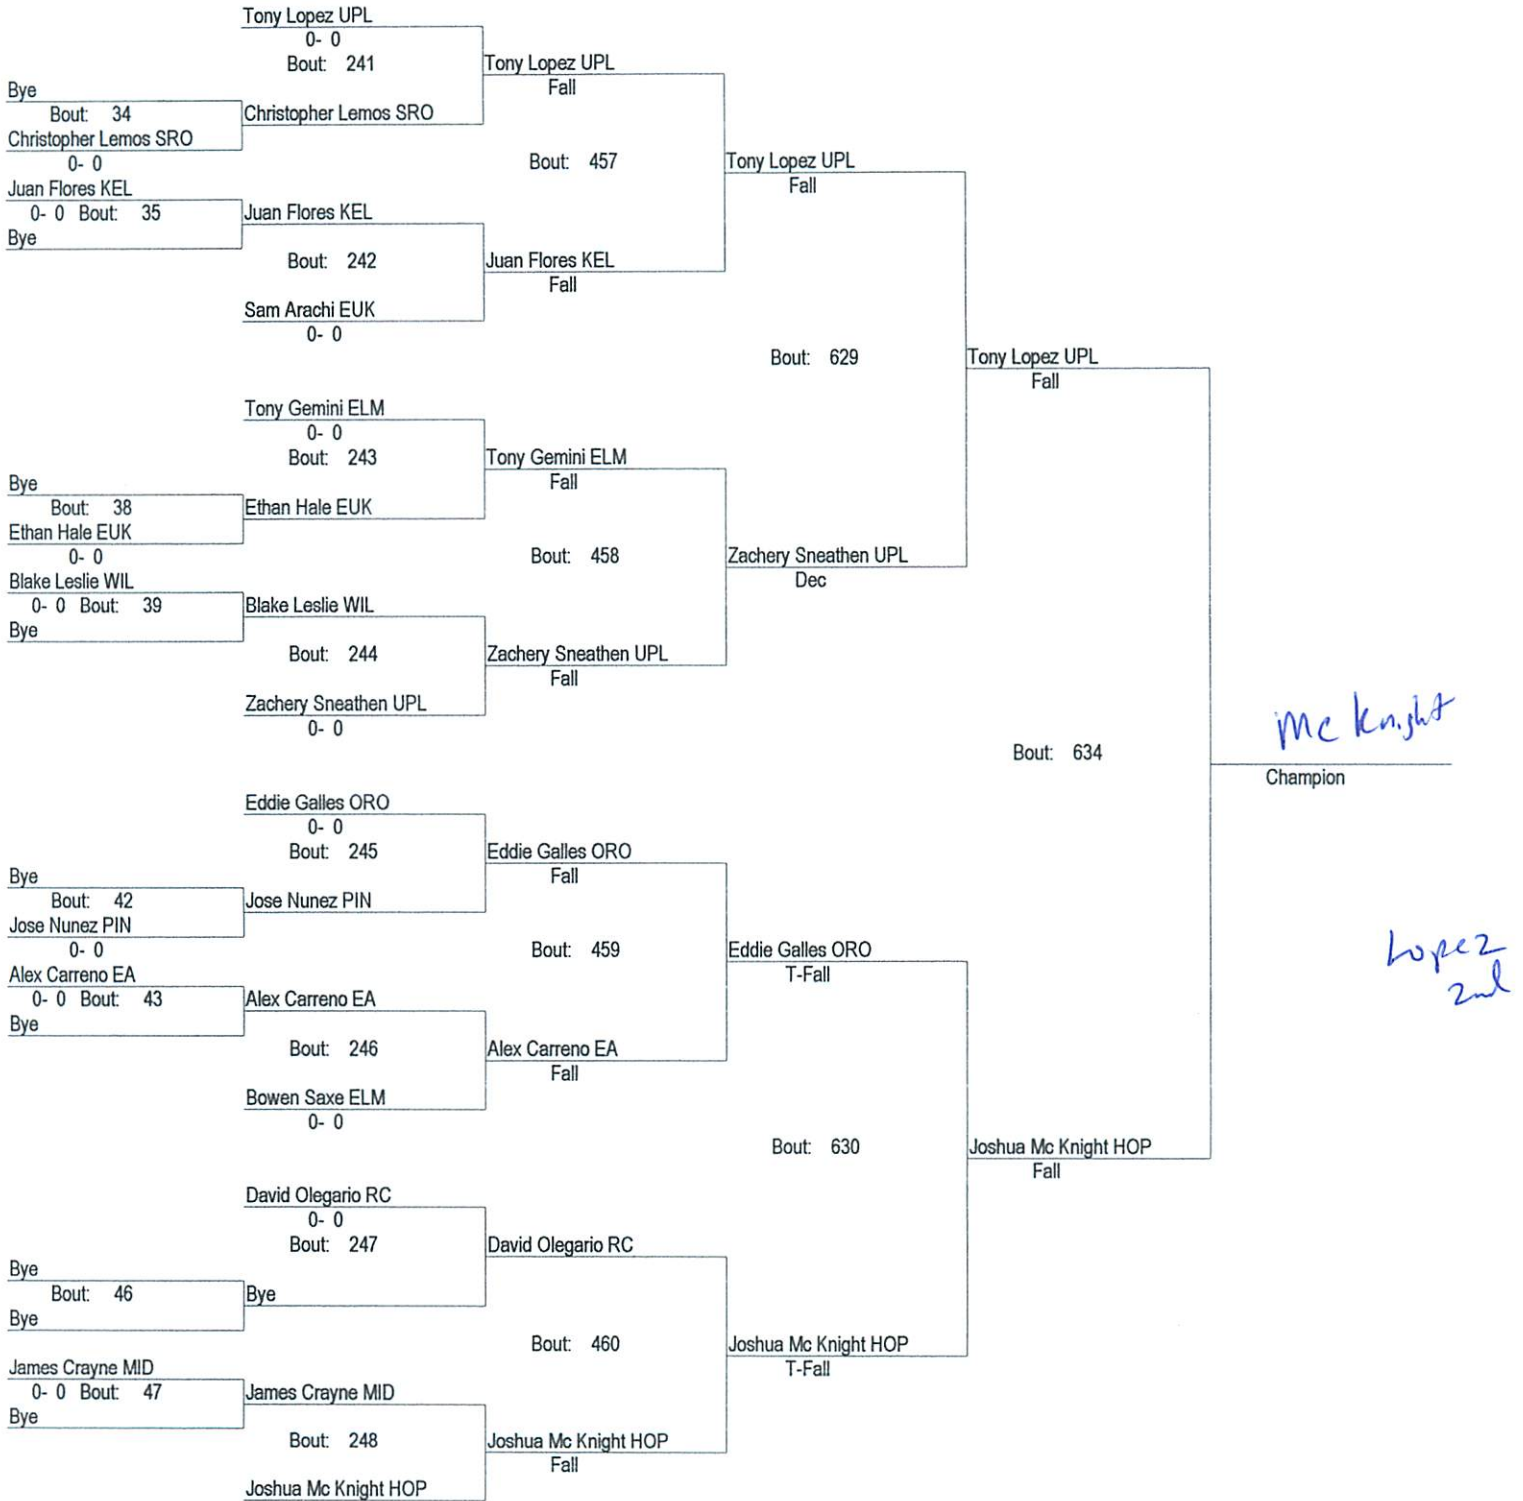 Tony Lopez UPL
0- 0
Bout: 241
Tony Lopez UPL
Fall
Bye
Bout: 34
Christopher Lemos SRO
Christopher Lemos SRO
0- 0
Bout: 457
Tony Lopez UPL
Fall
Juan Flores KEL
0- 0 Bout: 35
Juan Flores KEL
Bye
Bout: 242
Juan Flores KEL
Fall
Sam Arachi EUK
0- 0
Bout: 629
Tony Lopez UPL
Fall
Tony Gemini ELM
0- 0
Bout: 243
Tony Gemini ELM
Fall
Bye
Bout: 38
Ethan Hale EUK
Ethan Hale EUK
0- 0
Bout: 458
Zachery Sneathen UPL
Dec
Blake Leslie WIL
0- 0 Bout: 39
Blake Leslie WIL
Bye
Bout: 244
Zachery Sneathen UPL
Fall
Zachery Sneathen UPL
0- 0
Bout: 634
Mc Knight
Champion
Eddie Galles ORO
0- 0
Bout: 245
Eddie Galles ORO
Fall
Bye
Bout: 42
Jose Nunez PIN
Jose Nunez PIN
0- 0
Bout: 459
Eddie Galles ORO
T-Fall
Lopez
2nd
Alex Carreno EA
0- 0 Bout: 43
Alex Carreno EA
Bye
Bout: 246
Alex Carreno EA
Fall
Bowen Saxe ELM
0- 0
Bout: 630
Joshua Mc Knight HOP
Fall
David Olegario RC
0- 0
Bout: 247
David Olegario RC
Bye
Bout: 46
Bye
Bye
Bout: 460
Joshua Mc Knight HOP
T-Fall
James Crayne MID
0- 0 Bout: 47
James Crayne MID
Bye
Bout: 248
Joshua Mc Knight HOP
Fall
Joshua Mc Knight HOP